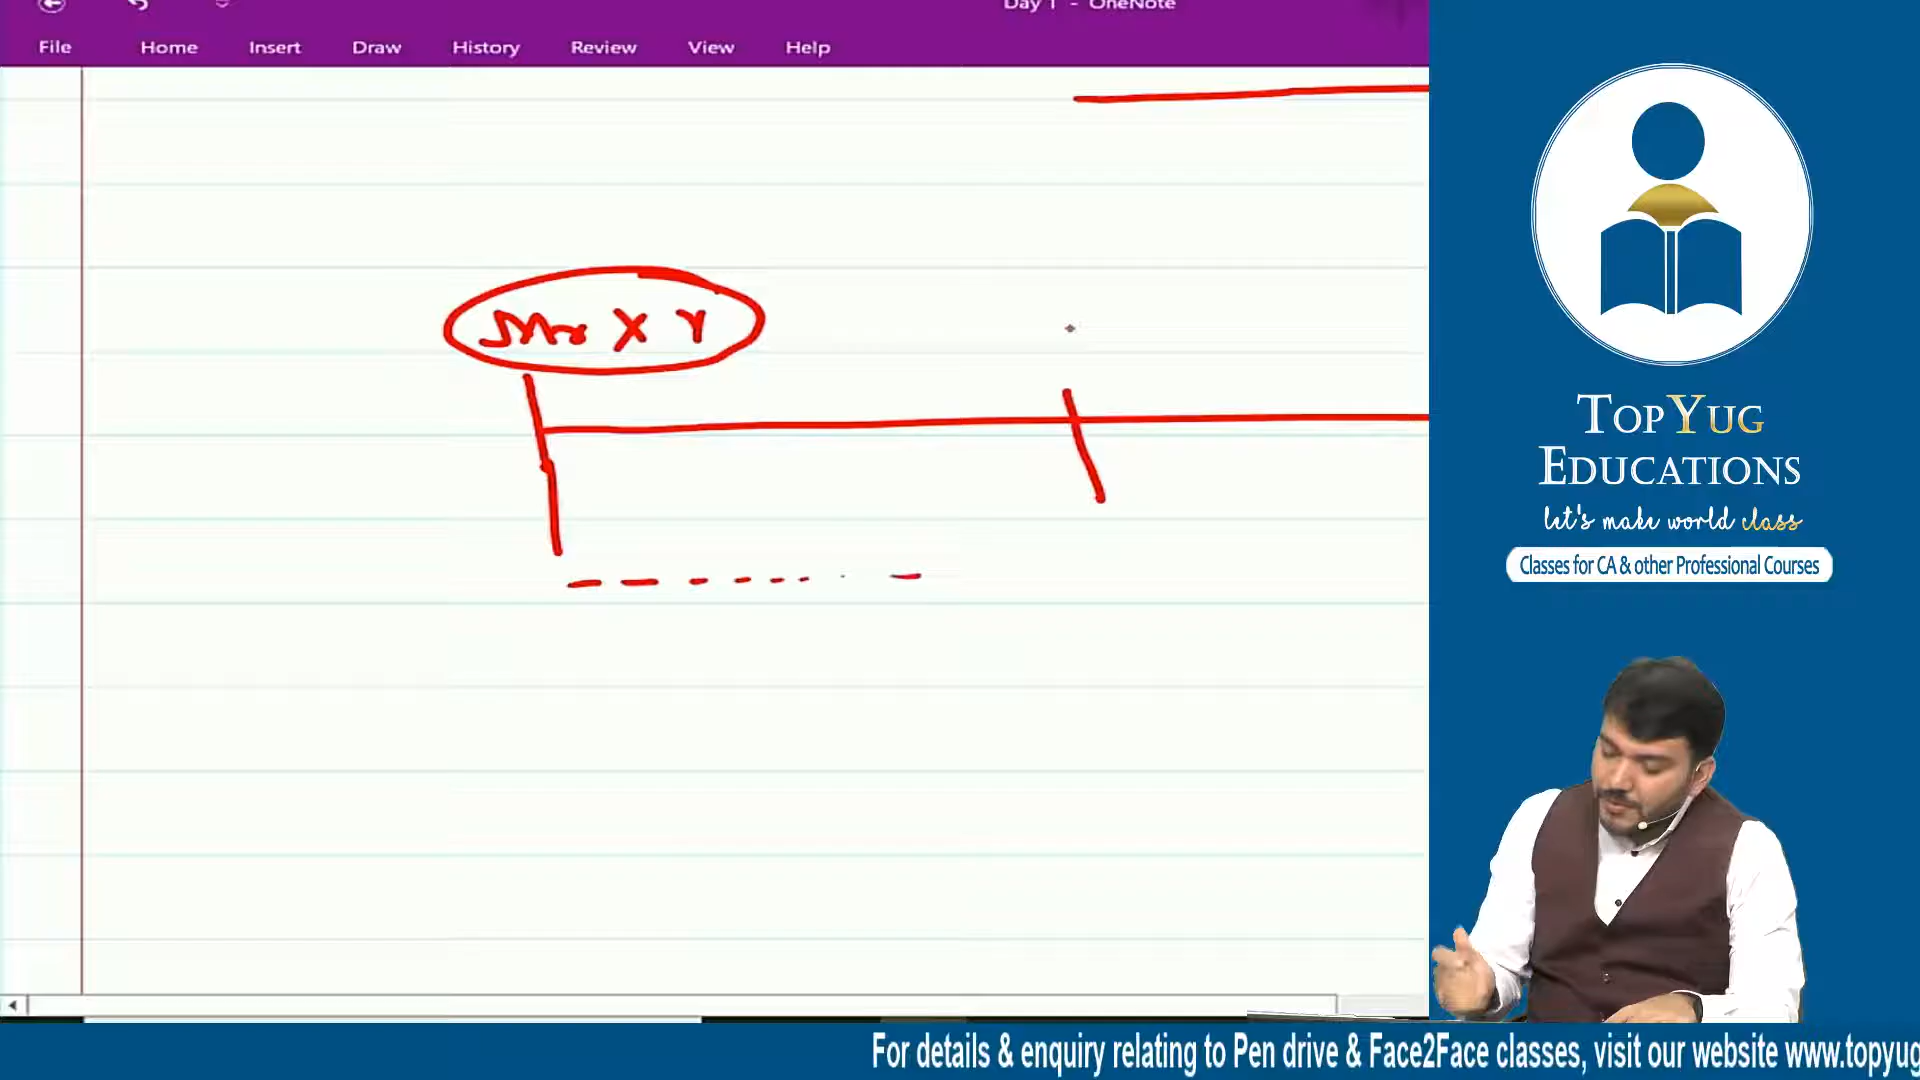 Day 1 - OneNote
File Home Insert Draw History Review View Help
Mr X Y
TOPYUG
EDUCATIONS
let's make world class
Classes for CA & other Professional Courses
For details & enquiry relating to Pen drive & Face2Face classes, visit our website www.topyug